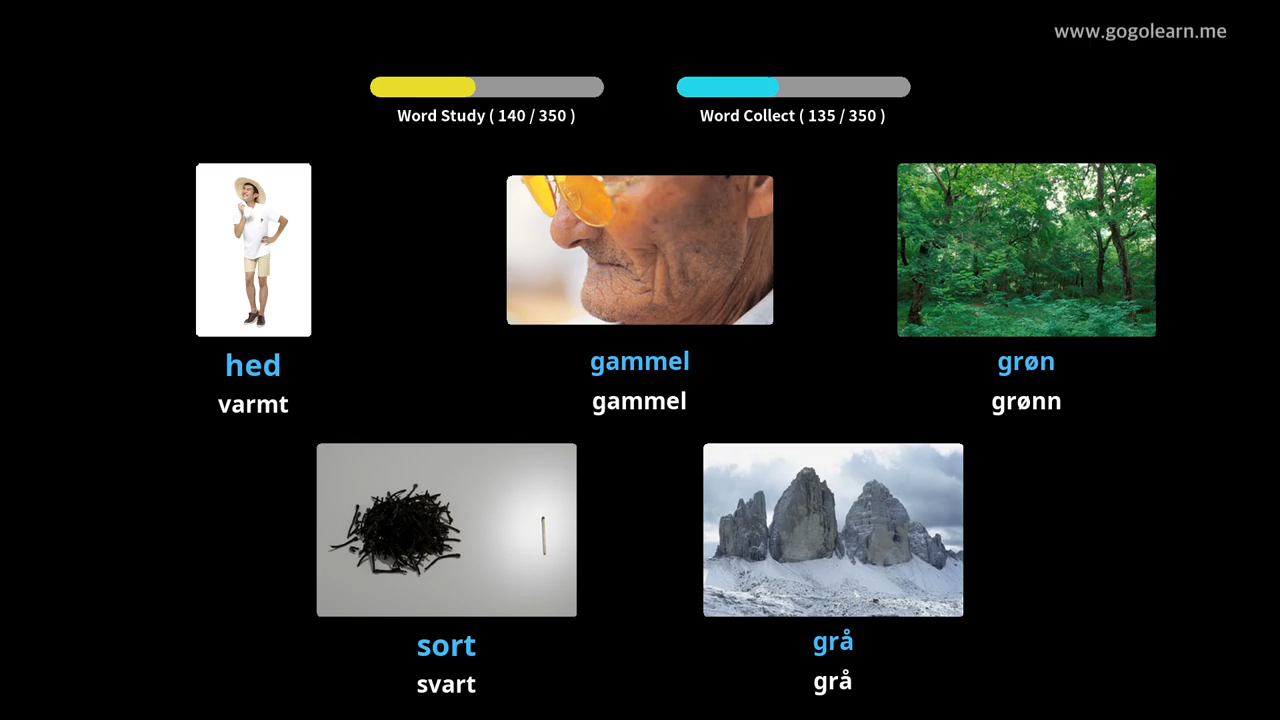 www.gogolearn.me
Word Study ( 140 / 350 )
Word Collect ( 135 / 350 )
hed
varmt
gammel
gammel
grøn
grønn
sort
svart
grå
grå